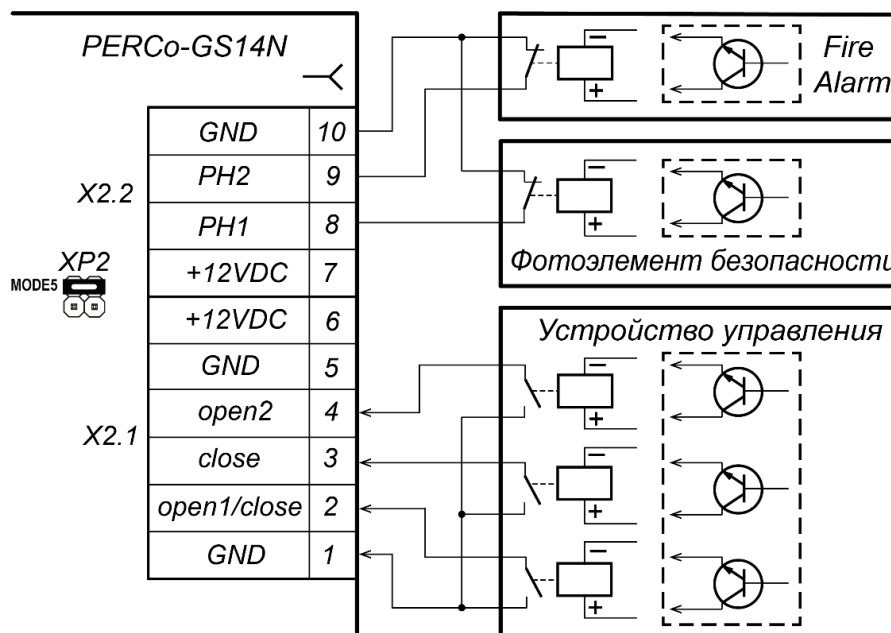 PERCo-GS14N
X2.2
XP2
MODE5
X2.1
GND 10
PH2 9
PH1 8
+12VDC 7
+12VDC 6
GND 5
open2 4
close 3
open1/close 2
GND 1
− +
Fire
Alarm
− +
Фотоэлемент безопасности
Устройство управления
− +
− +
− +